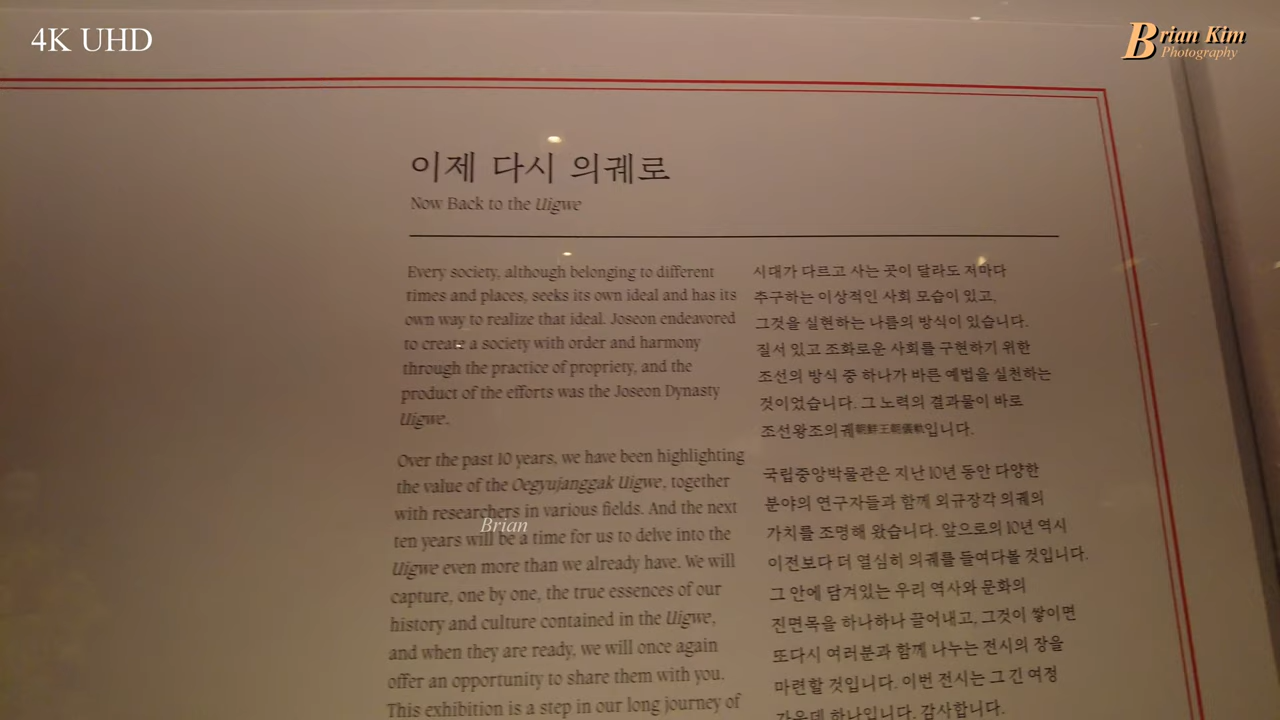 4K UHD
Brian Kim
Photography
이제 다시 의궤로
Now Back to the Uigwe
Every society, although belonging to different
times and places, seeks its own ideal and has its
own way to realize that ideal. Joseon endeavored
to create a society with order and harmony
through the practice of propriety, and the
product of the efforts was the Joseon Dynasty
Uigwe.
Over the past 10 years, we have been highlighting
the value of the Oegyujanggak Uigwe, together
with researchers in various fields. And the next
ten years will be a time for us to delve into the
Uigwe even more than we already have. We will
capture, one by one, the true essences of our
history and culture contained in the Uigwe,
and when they are ready, we will once again
offer an opportunity to share them with you.
This exhibition is a step in our long journey of
시대가 다르고 사는 곳이 달라도 저마다
추구하는 이상적인 사회 모습이 있고,
그것을 실현하는 나름의 방식이 있습니다.
질서 있고 조화로운 사회를 구현하기 위한
조선의 방식 중 하나가 바른 예법을 실천하는
것이었습니다. 그 노력의 결과물이 바로
조선왕조의궤朝鮮王朝儀軌입니다.
국립중앙박물관은 지난 10년 동안 다양한
분야의 연구자들과 함께 외규장각 의궤의
가치를 조명해 왔습니다. 앞으로의 10년 역시
이전보다 더 열심히 의궤를 들여다볼 것입니다.
그 안에 담겨있는 우리 역사와 문화의
진면목을 하나하나 끌어내고, 그것이 쌓이면
또다시 여러분과 함께 나누는 전시의 장을
마련할 것입니다. 이번 전시는 그 긴 여정
가운데 하나입니다. 감사합니다.
Brian